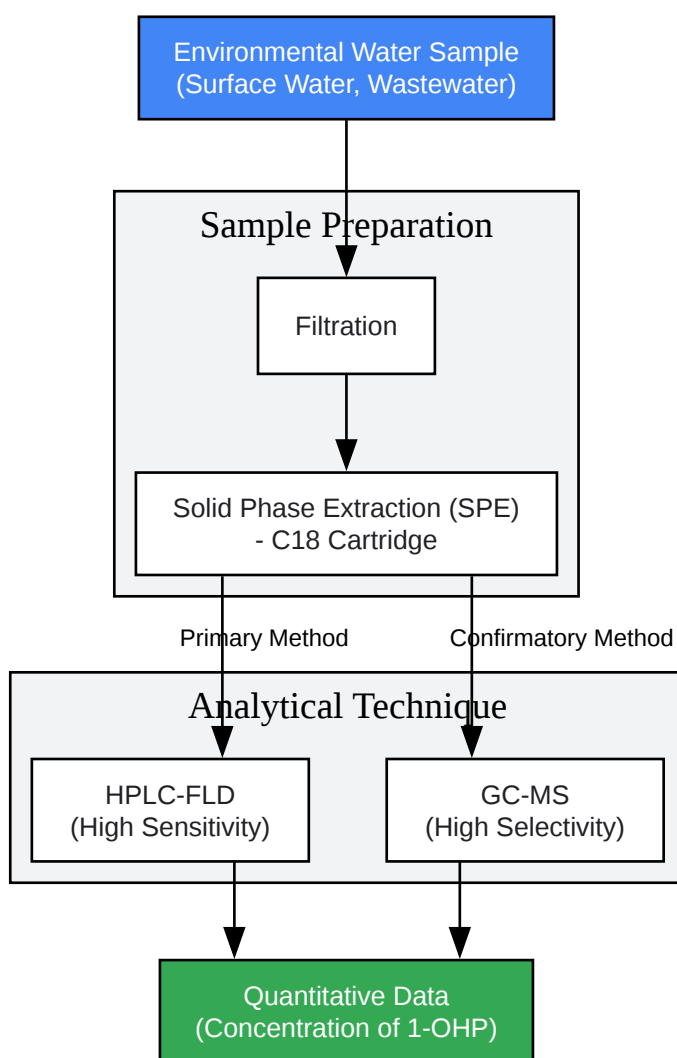 Environmental Water Sample
(Surface Water, Wastewater)
Sample Preparation
Filtration
Solid Phase Extraction (SPE)
- C18 Cartridge
Primary Method
Confirmatory Method
Analytical Technique
HPLC-FLD
(High Sensitivity)
GC-MS
(High Selectivity)
Quantitative Data
(Concentration of 1-OHP)